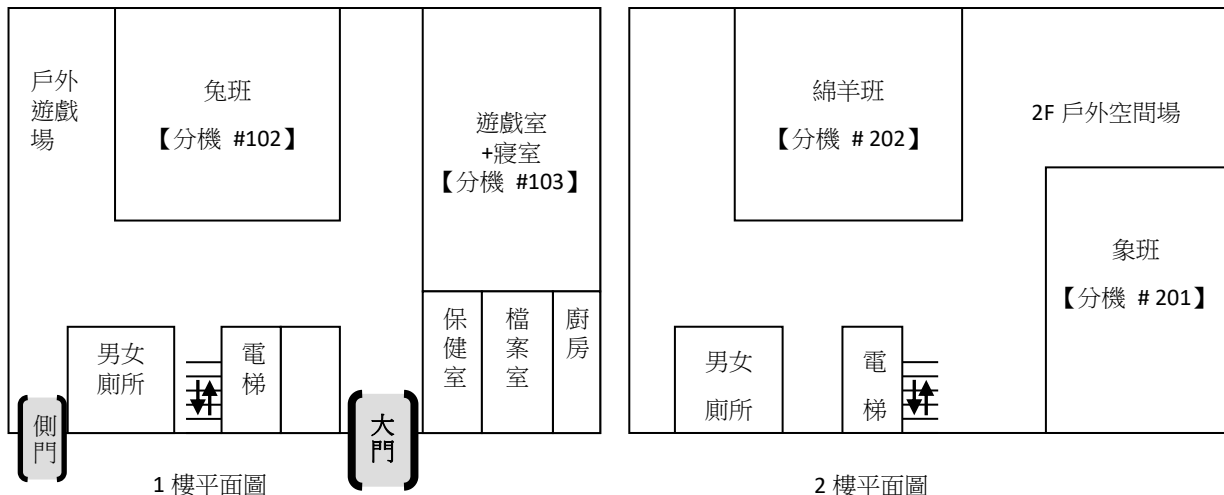 戶外
遊戲
場
兔班
【分機 #102】
遊戲室
+寢室
【分機 #103】
保健室
檔案室
廚房
男女
廁所
電梯
側門
大門
1 樓平面圖
綿羊班
【分機 # 202】
2F 戶外空間場
象班
【分機 # 201】
男女
廁所
電梯
2 樓平面圖